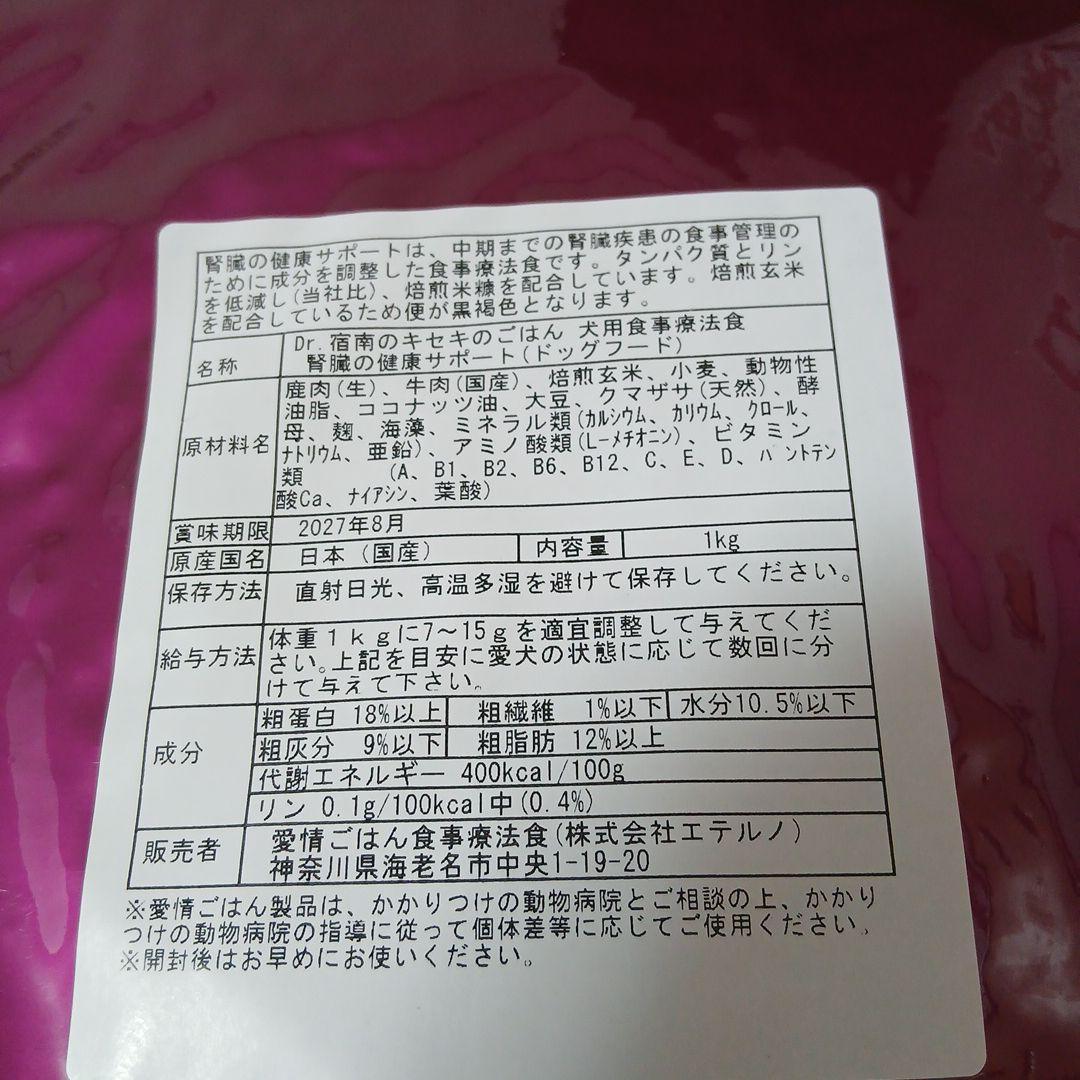 腎臓の健康サポートは、中期までの腎臓疾患の食事管理の
ために成分を調整した食事療法食です。タンパク質とリン
を低減し(当社比)、焙煎米糠を配合しています。焙煎玄米
を配合しているため便が黒褐色となります。
名称
Dr.宿南のキセキのごはん 犬用食事療法食
腎臓の健康サポート(ドッグフード)
原材料名
鹿肉(生)、牛肉(国産)、焙煎玄米、小麦、動物性
油脂、ココナッツ油、大豆、クマザサ(天然)、酵
母、麹、海藻、ミネラル類(カルシウム、カリウム、クロール、
ナトリウム、亜鉛)、アミノ酸類(L-メチオニン)、ビタミン
類 (A、B1、B2、B6、B12、C、E、D、パントテン
酸Ca、ナイアシン、葉酸)
賞味期限 2027年8月
原産国名 日本(国産) 内容量 1kg
保存方法 直射日光、高温多湿を避けて保存してください。
給与方法
体重1kgに7~15gを適宜調整して与えてくだ
さい。上記を目安に愛犬の状態に応じて数回に分
けて与えて下さい。
成分
粗蛋白 18%以上 粗繊維 1%以下 水分10.5%以下
粗灰分 9%以下 粗脂肪 12%以上
代謝エネルギー 400kcal/100g
リン 0.1g/100kcal中(0.4%)
販売者
愛情ごはん食事療法食(株式会社エテルノ)
神奈川県海老名市中央1-19-20
※愛情ごはん製品は、かかりつけの動物病院とご相談の上、かかり
つけの動物病院の指導に従って個体差等に応じてご使用ください。
※開封後はお早めにお使いください。